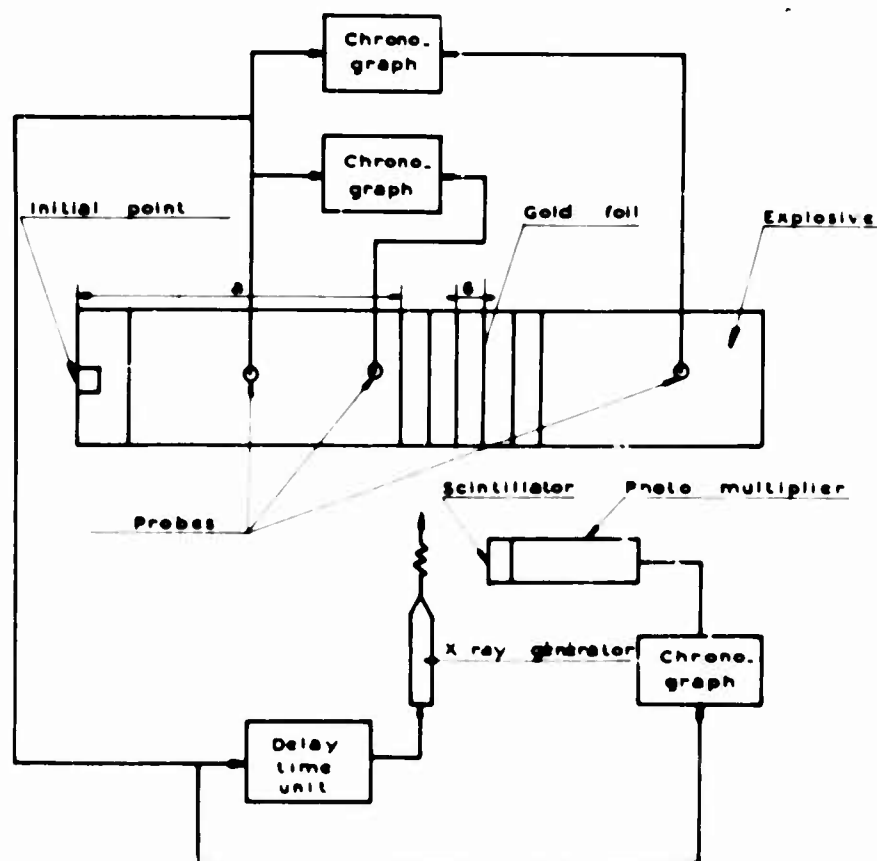 Chrono-
graph
Chrono-
graph
Initial point
Gold foil
Explosive
Probes
Scintillator
Photo multiplier
X ray generator
Chrono-
graph
Delay
time
unit